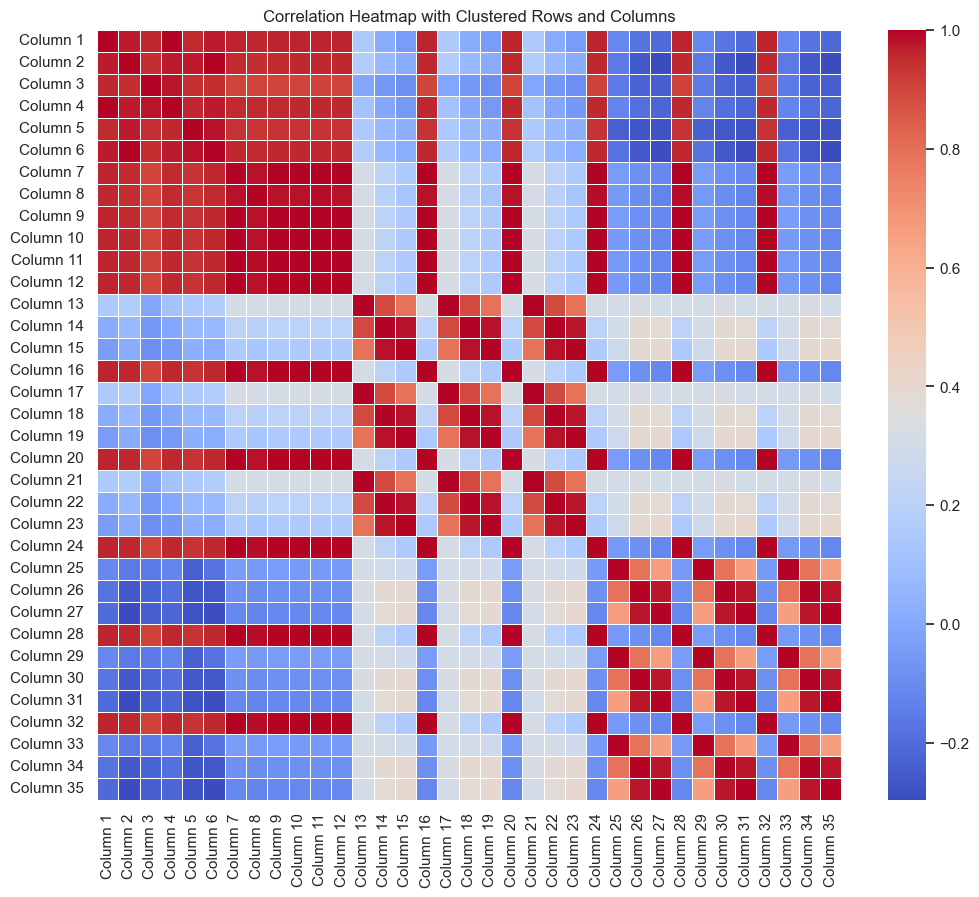 Correlation Heatmap with Clustered Rows and Columns
Column 1
Column 2
Column 3
Column 4
Column 5
Column 6
Column 7
Column 8
Column 9
Column 10
Column 11
Column 12
Column 13
Column 14
Column 15
Column 16
Column 17
Column 18
Column 19
Column 20
Column 21
Column 22
Column 23
Column 24
Column 25
Column 26
Column 27
Column 28
Column 29
Column 30
Column 31
Column 32
Column 33
Column 34
Column 35
Column 1
Column 2
Column 3
Column 4
Column 5
Column 6
Column 7
Column 8
Column 9
Column 10
Column 11
Column 12
Column 13
Column 14
Column 15
Column 16
Column 17
Column 18
Column 19
Column 20
Column 21
Column 22
Column 23
Column 24
Column 25
Column 26
Column 27
Column 28
Column 29
Column 30
Column 31
Column 32
Column 33
Column 34
Column 35
1.0
0.8
0.6
0.4
0.2
0.0
−0.2